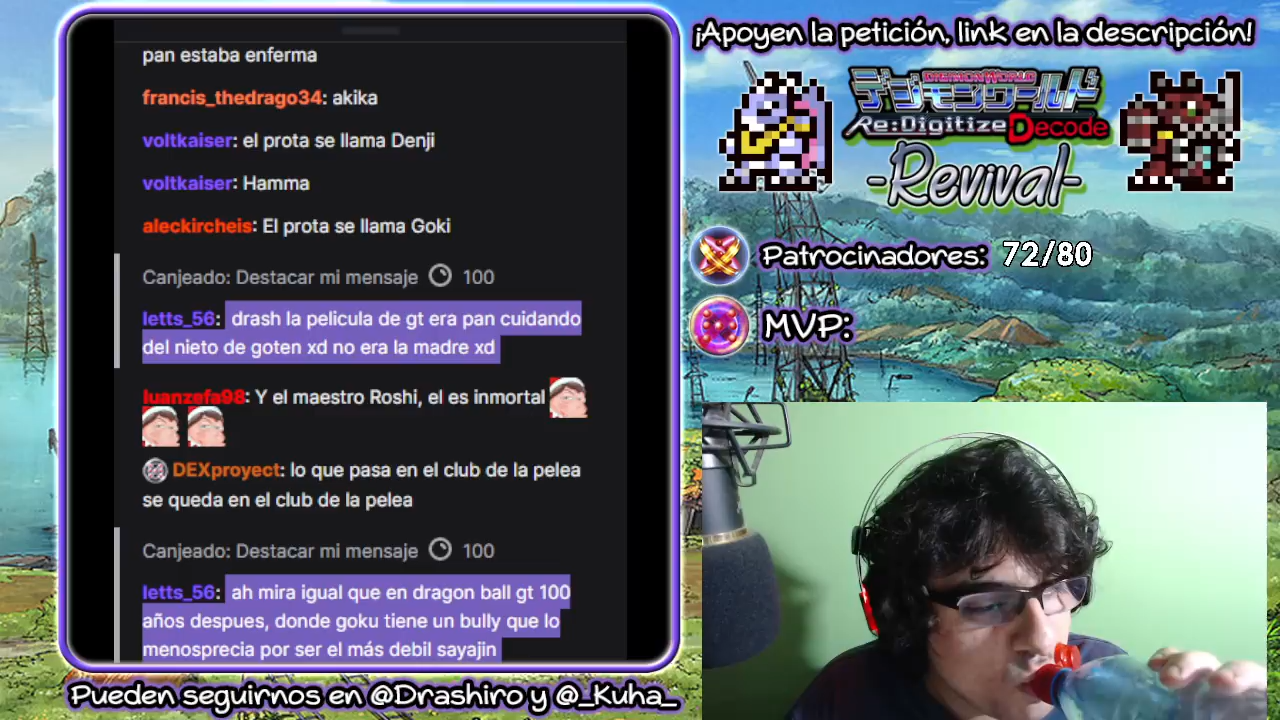 pan estaba enferma
francis_thedrago34: akika
voltkaiser: el prota se llama Denji
voltkaiser: Hamma
aleckircheis: El prota se llama Goki
Canjeado: Destacar mi mensaje 100
letts_56: drash la pelicula de gt era pan cuidando
del nieto de goten xd no era la madre xd
luanzefa98: Y el maestro Roshi, el es inmortal
DEXproyect: lo que pasa en el club de la pelea
se queda en el club de la pelea
Canjeado: Destacar mi mensaje 100
letts_56: ah mira igual que en dragon ball gt 100
años despues, donde goku tiene un bully que lo
menosprecia por ser el más debil sayajin
Pueden seguirnos en @Drashiro y @_Kuha_
¡Apoyen la petición, link en la descripción!
DIGIMON WORLD
デジモンワールド
Re:Digitize Decode
-Revival-
Patrocinadores: 72/80
MVP: